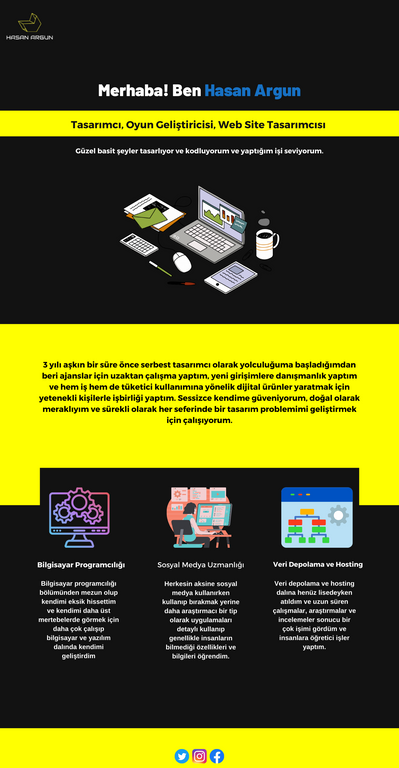 HASAN ARGUN
Merhaba! Ben Hasan Argun
Tasarımcı, Oyun Geliştiricisi, Web Site Tasarımcısı
Güzel basit şeyler tasarlıyor ve kodluyorum ve yaptığım işi seviyorum.
3 yılı aşkın bir süre önce serbest tasarımcı olarak yolculuğuma başladığımdan
beri ajanslar için uzaktan çalışma yaptım, yeni girişimlere danışmanlık yaptım
ve hem iş hem de tüketici kullanımına yönelik dijital ürünler yaratmak için
yetenekli kişilerle işbirliği yaptım. Sessizce kendime güveniyorum, doğal olarak
meraklıyım ve sürekli olarak her seferinde bir tasarım problemimi geliştirmek
için çalışıyorum.
Bilgisayar Programcılığı
Bilgisayar programcılığı
bölümünden mezun olup
kendimi eksik hissettim
ve kendimi daha üst
mertebelerde görmek için
daha çok çalışıp
bilgisayar ve yazılım
dalında kendimi
geliştirdim
Sosyal Medya Uzmanlığı
Herkesin aksine sosyal
medya kullanırken
kullanıp bırakmak yerine
daha araştırmacı bir tip
olarak uygulamaları
detaylı kullanıp
genellikle insanların
bilmediği özellikleri ve
bilgileri öğrendim.
Veri Depolama ve Hosting
Veri depolama ve hosting
dalına henüz lisedeyken
atıldım ve uzun süren
çalışmalar, araştırmalar ve
incelemeler sonucu bir
çok işimi gördüm ve
insanlara öğretici işler
yaptım.